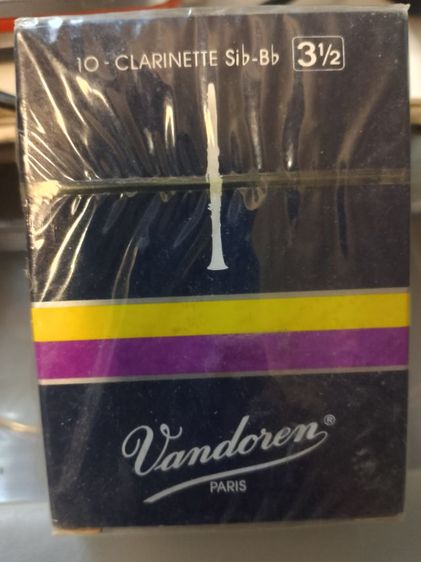 10 - CLARINETTE Sib-Bb 3½
Vandoren®
PARIS